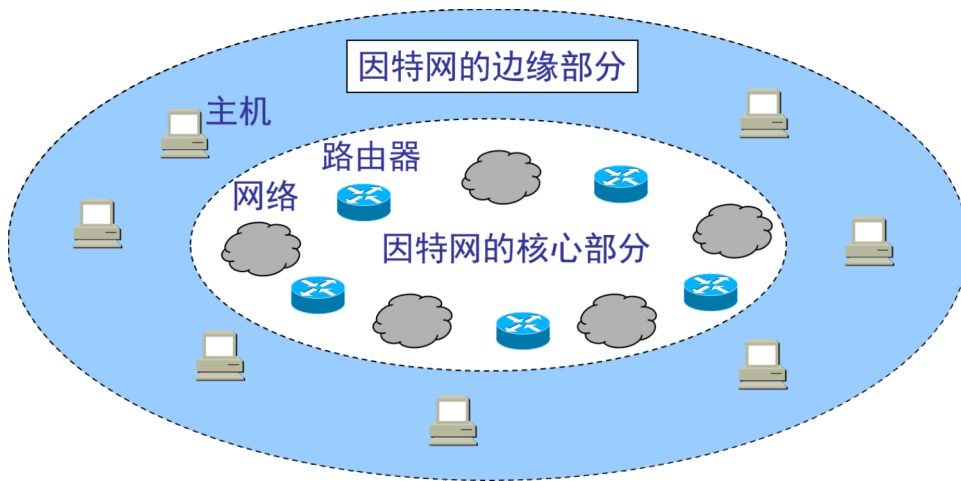 因特网的边缘部分
主机
路由器
网络
因特网的核心部分